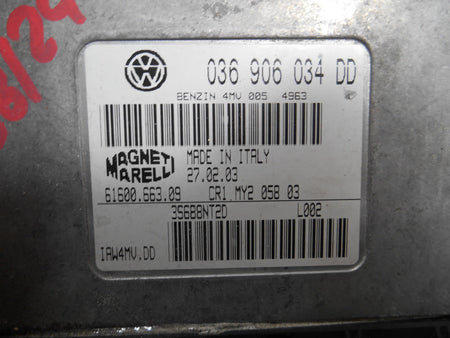 036 906 034 DD
BENZIN 4MV 005 4963
MAGNETI
MARELLI
MADE IN ITALY
27.02.03
61600.663.09 CR1 MY2 058 03
3S6B8NT2D L002
IAW4MV.DD